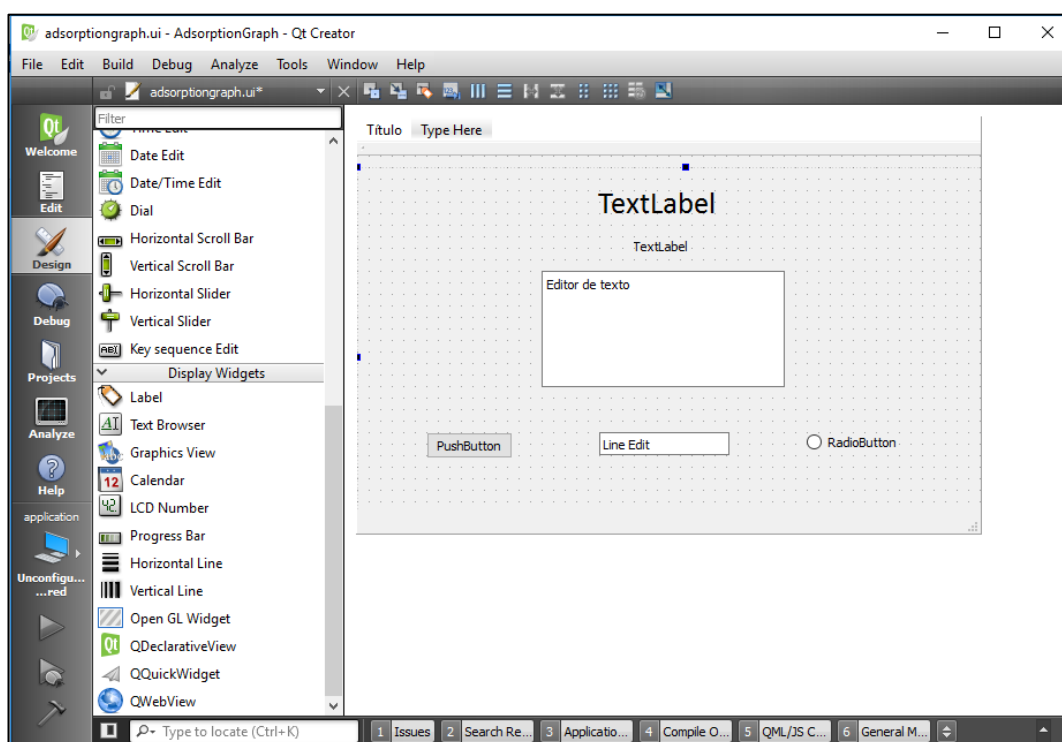 adsorptiongraph.ui - AdsorptionGraph - Qt Creator
File Edit Build Debug Analyze Tools Window Help
adsorptiongraph.ui*
Welcome
Edit
Design
Debug
Projects
Analyze
Help
application
Unconfigu...
...red
Filter
Time Edit
Date Edit
Date/Time Edit
Dial
Horizontal Scroll Bar
Vertical Scroll Bar
Horizontal Slider
Vertical Slider
Key sequence Edit
Display Widgets
Label
Text Browser
Graphics View
Calendar
LCD Number
Progress Bar
Horizontal Line
Vertical Line
Open GL Widget
QDeclarativeView
QQuickWidget
QWebView
Título Type Here
TextLabel
TextLabel
Editor de texto
PushButton Line Edit RadioButton
Type to locate (Ctrl+K) 1 Issues 2 Search Re... 3 Applicatio... 4 Compile O... 5 QML/JS C... 6 General M...